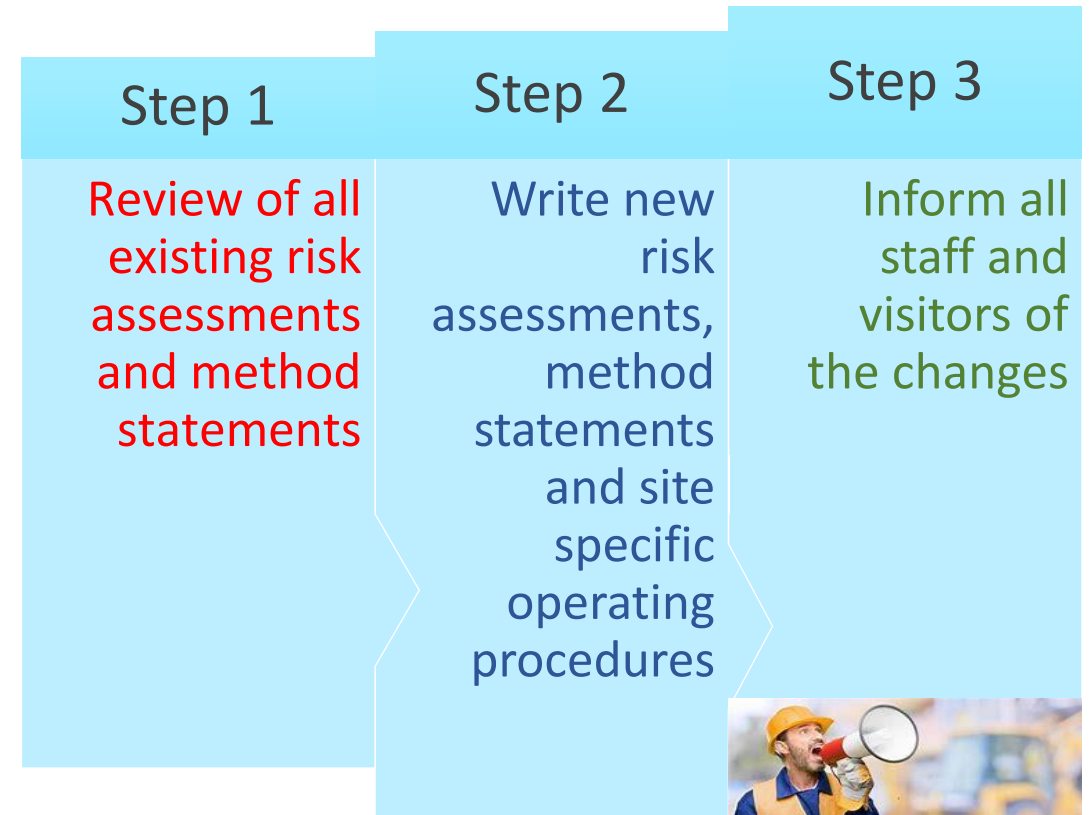 Step 1
Review of all
existing risk
assessments
and method
statements
Step 2
Write new
risk
assessments,
method
statements
and site
specific
operating
procedures
Step 3
Inform all
staff and
visitors of
the changes